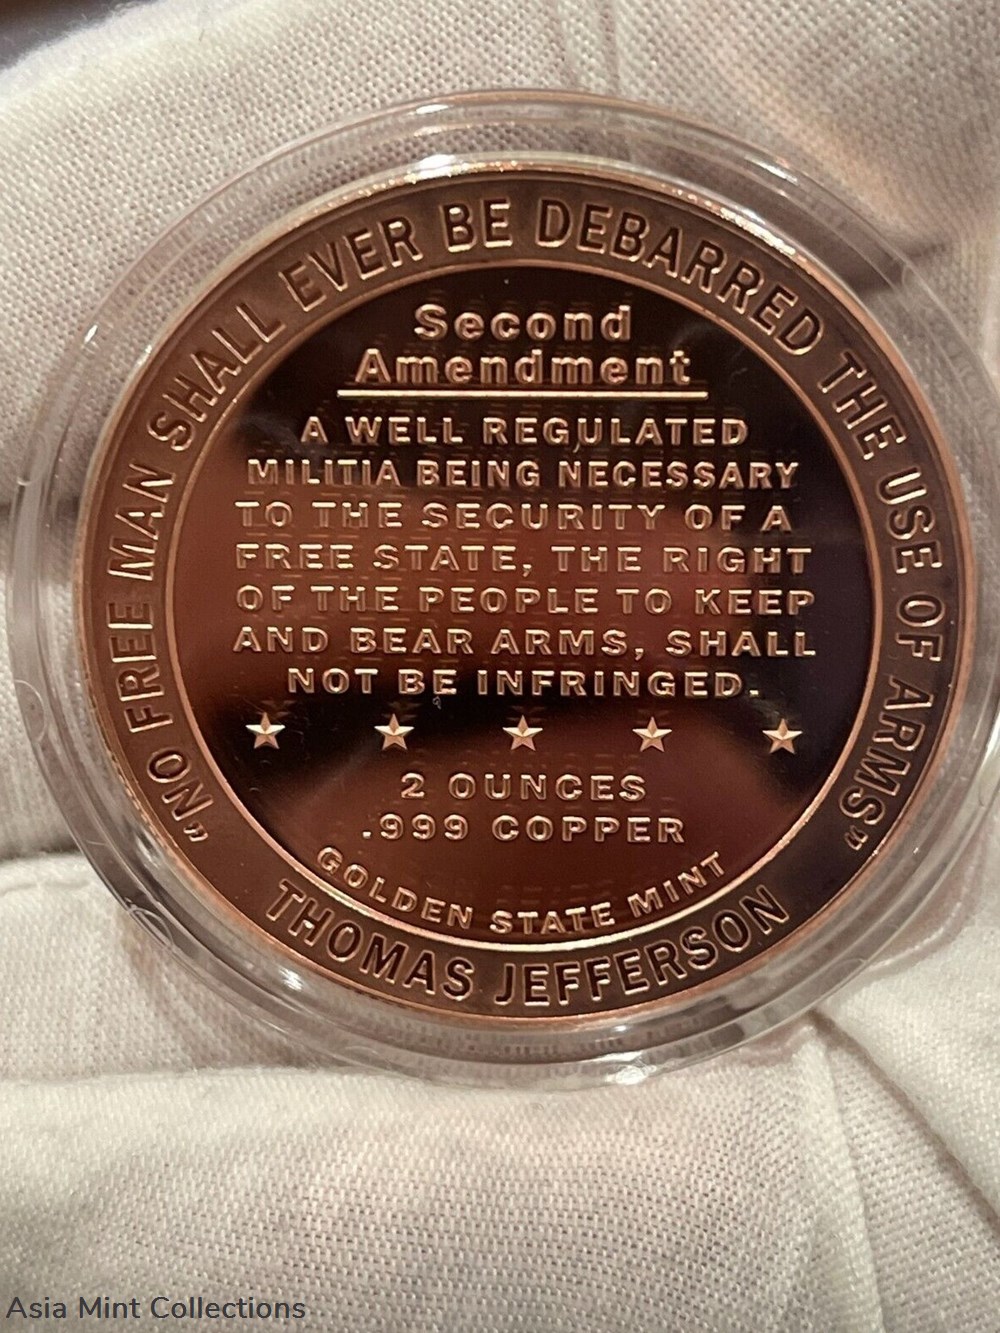 "NO FREE MAN SHALL EVER BE DEBARRED THE USE OF ARMS"
Second
Amendment
A WELL REGULATED
MILITIA BEING NECESSARY
TO THE SECURITY OF A
FREE STATE, THE RIGHT
OF THE PEOPLE TO KEEP
AND BEAR ARMS, SHALL
NOT BE INFRINGED.
2 OUNCES
.999 COPPER
GOLDEN STATE MINT
THOMAS JEFFERSON
Asia Mint Collections